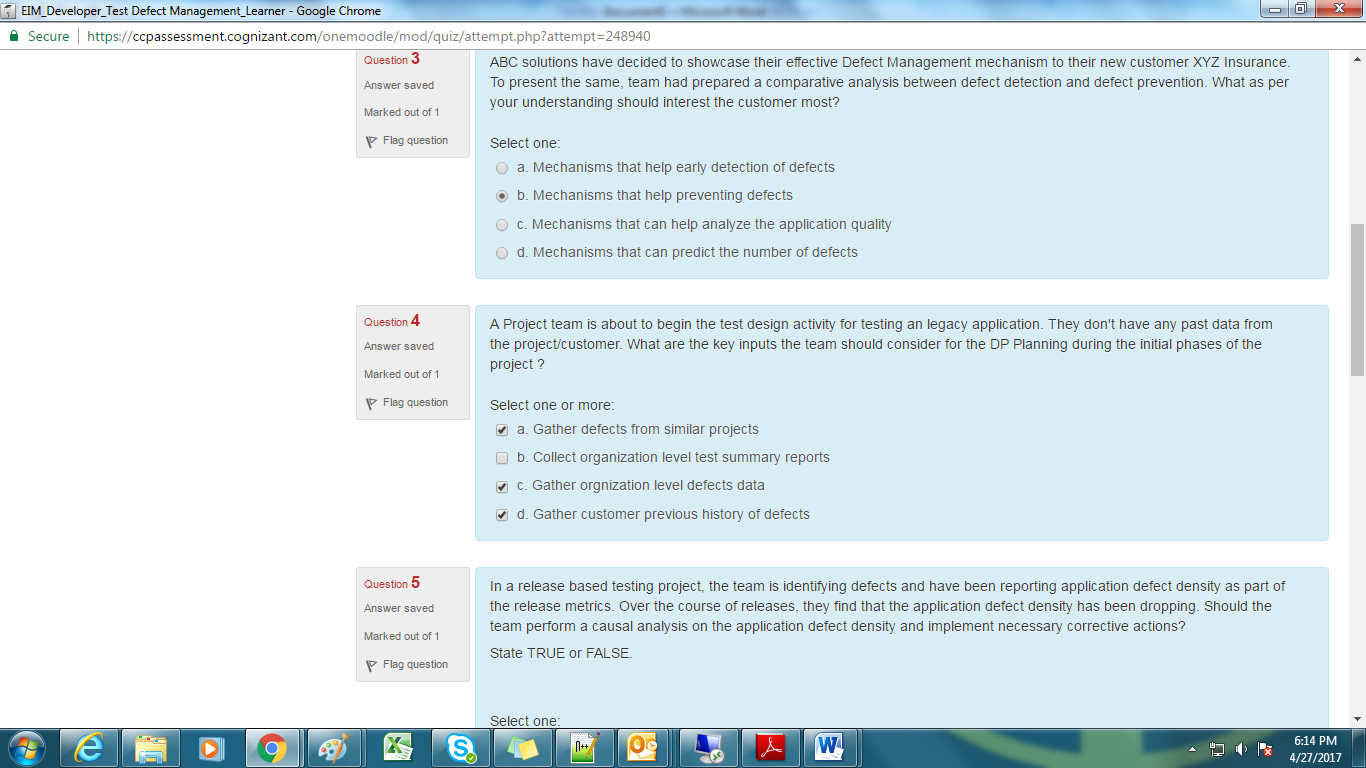 EIM_Developer_Test Defect Management_Learner - Google Chrome
Secure | https://ccpassessment.cognizant.com/onemoodle/mod/quiz/attempt.php?attempt=248940
Question 3
Answer saved
Marked out of 1
Flag question
ABC solutions have decided to showcase their effective Defect Management mechanism to their new customer XYZ Insurance.
To present the same, team had prepared a comparative analysis between defect detection and defect prevention. What as per
your understanding should interest the customer most?
Select one:
a. Mechanisms that help early detection of defects
b. Mechanisms that help preventing defects
c. Mechanisms that can help analyze the application quality
d. Mechanisms that can predict the number of defects
Question 4
Answer saved
Marked out of 1
Flag question
A Project team is about to begin the test design activity for testing an legacy application. They don't have any past data from
the project/customer. What are the key inputs the team should consider for the DP Planning during the initial phases of the
project ?
Select one or more:
a. Gather defects from similar projects
b. Collect organization level test summary reports
c. Gather orgnization level defects data
d. Gather customer previous history of defects
Question 5
Answer saved
Marked out of 1
Flag question
In a release based testing project, the team is identifying defects and have been reporting application defect density as part of
the release metrics. Over the course of releases, they find that the application defect density has been dropping. Should the
team perform a causal analysis on the application defect density and implement necessary corrective actions?
State TRUE or FALSE.
Select one:
6:14 PM
4/27/2017